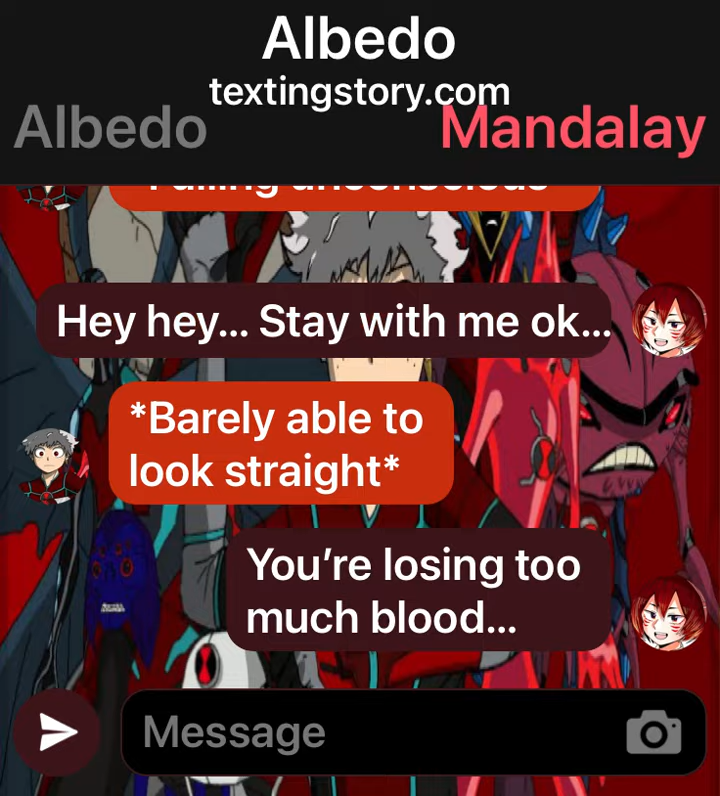 Albedo
textingstory.com
Albedo
Mandalay
Hey hey... Stay with me ok...
*Barely able to
look straight*
You’re losing too
much blood...
Message